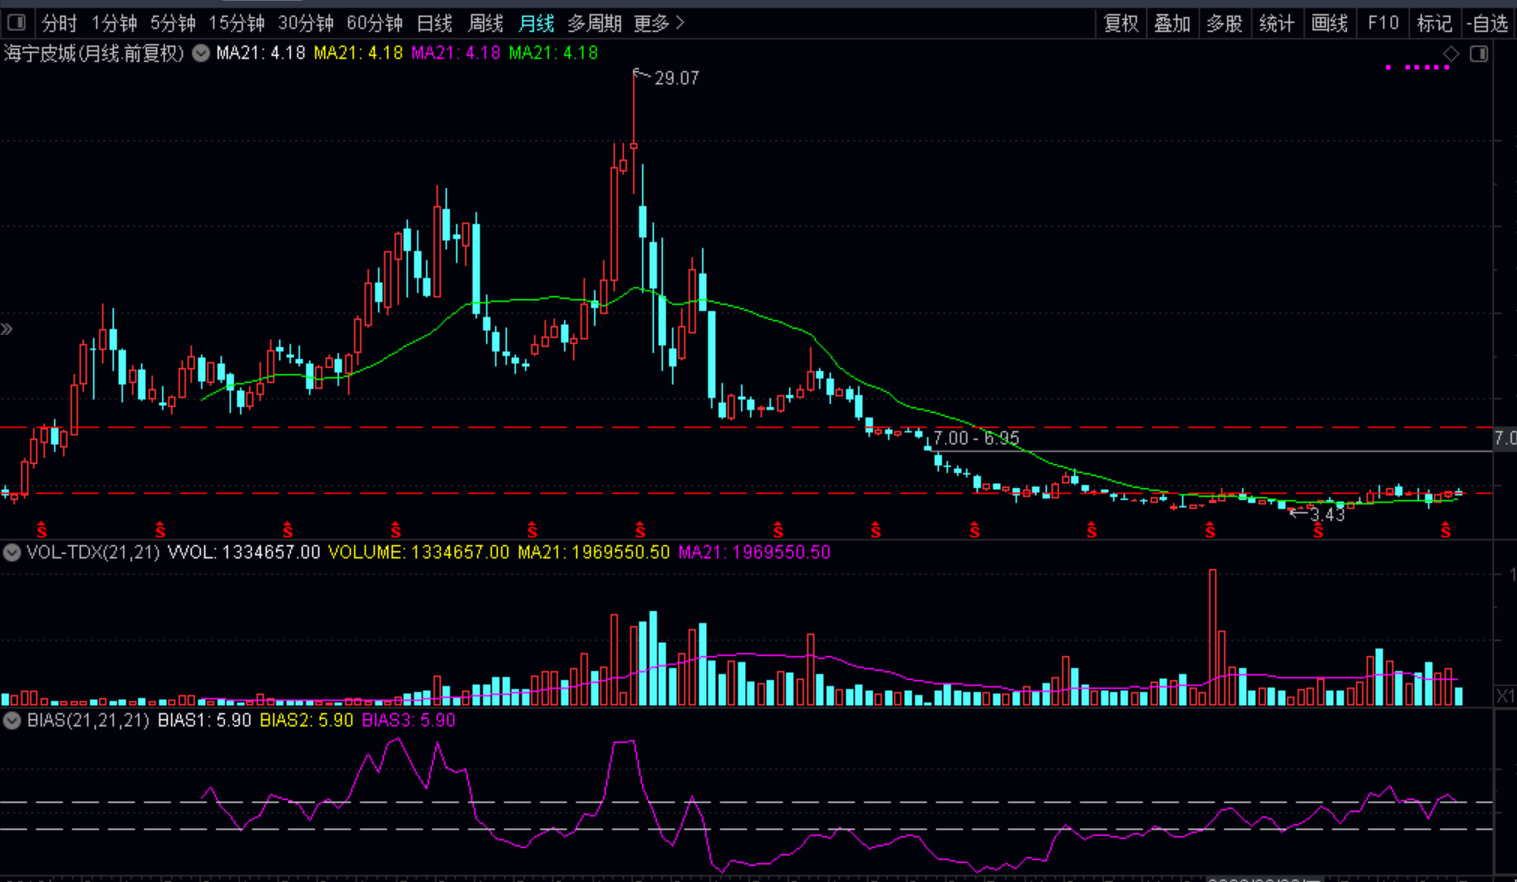 分时 1分钟 5分钟 15分钟 30分钟 60分钟 日线 周线 月线 多周期 更多 复权 叠加 多股 统计 画线 F10 标记 -自选
海宁皮城(月线.前复权) MA21: 4.18 MA21: 4.18 MA21: 4.18 MA21: 4.18
29.07
7.00 - 6.95
7.0
3.43
S S S S S S S S S S S S S
VOL-TDX(21,21) VVOL: 1334657.00 VOLUME: 1334657.00 MA21: 1969550.50 MA21: 1969550.50
1
X1
BIAS(21,21,21) BIAS1: 5.90 BIAS2: 5.90 BIAS3: 5.90